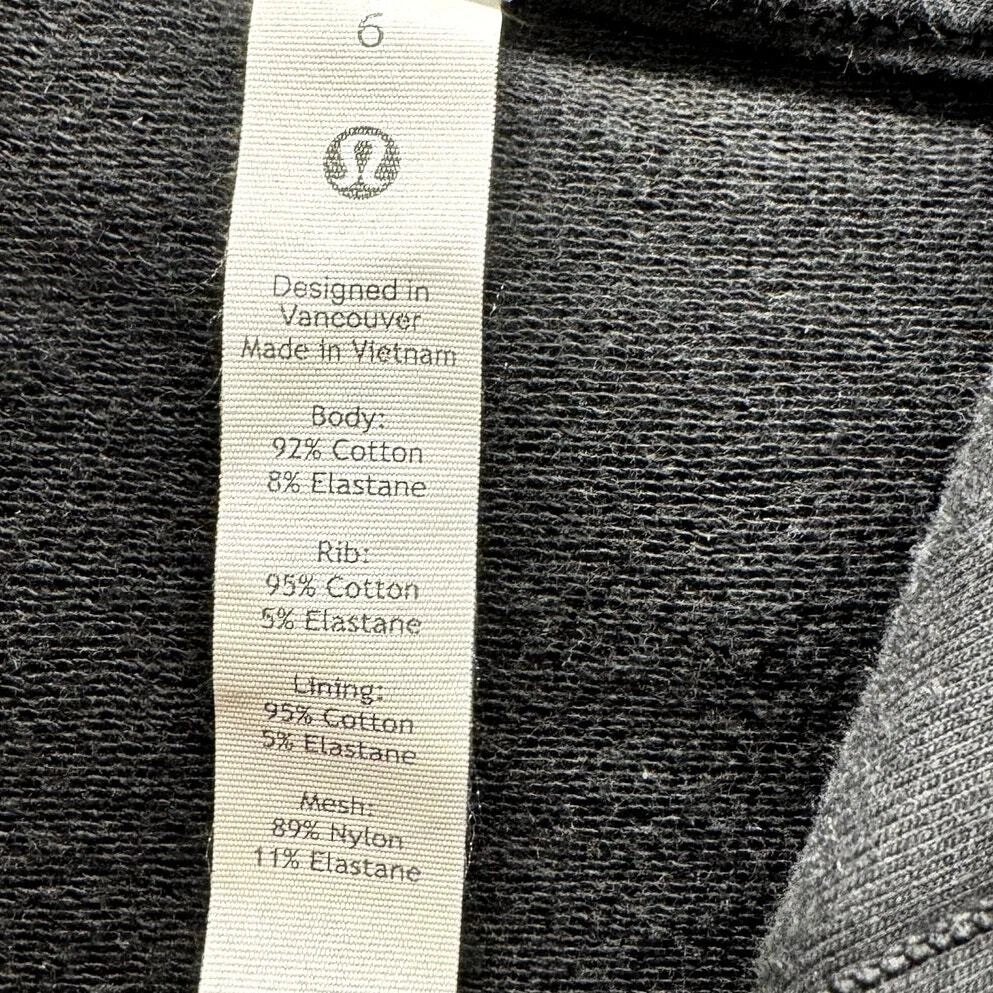 6
Designed in
Vancouver
Made in Vietnam
Body:
92% Cotton
8% Elastane
Rib:
95% Cotton
5% Elastane
Lining:
95% Cotton
5% Elastane
Mesh:
89% Nylon
11% Elastane